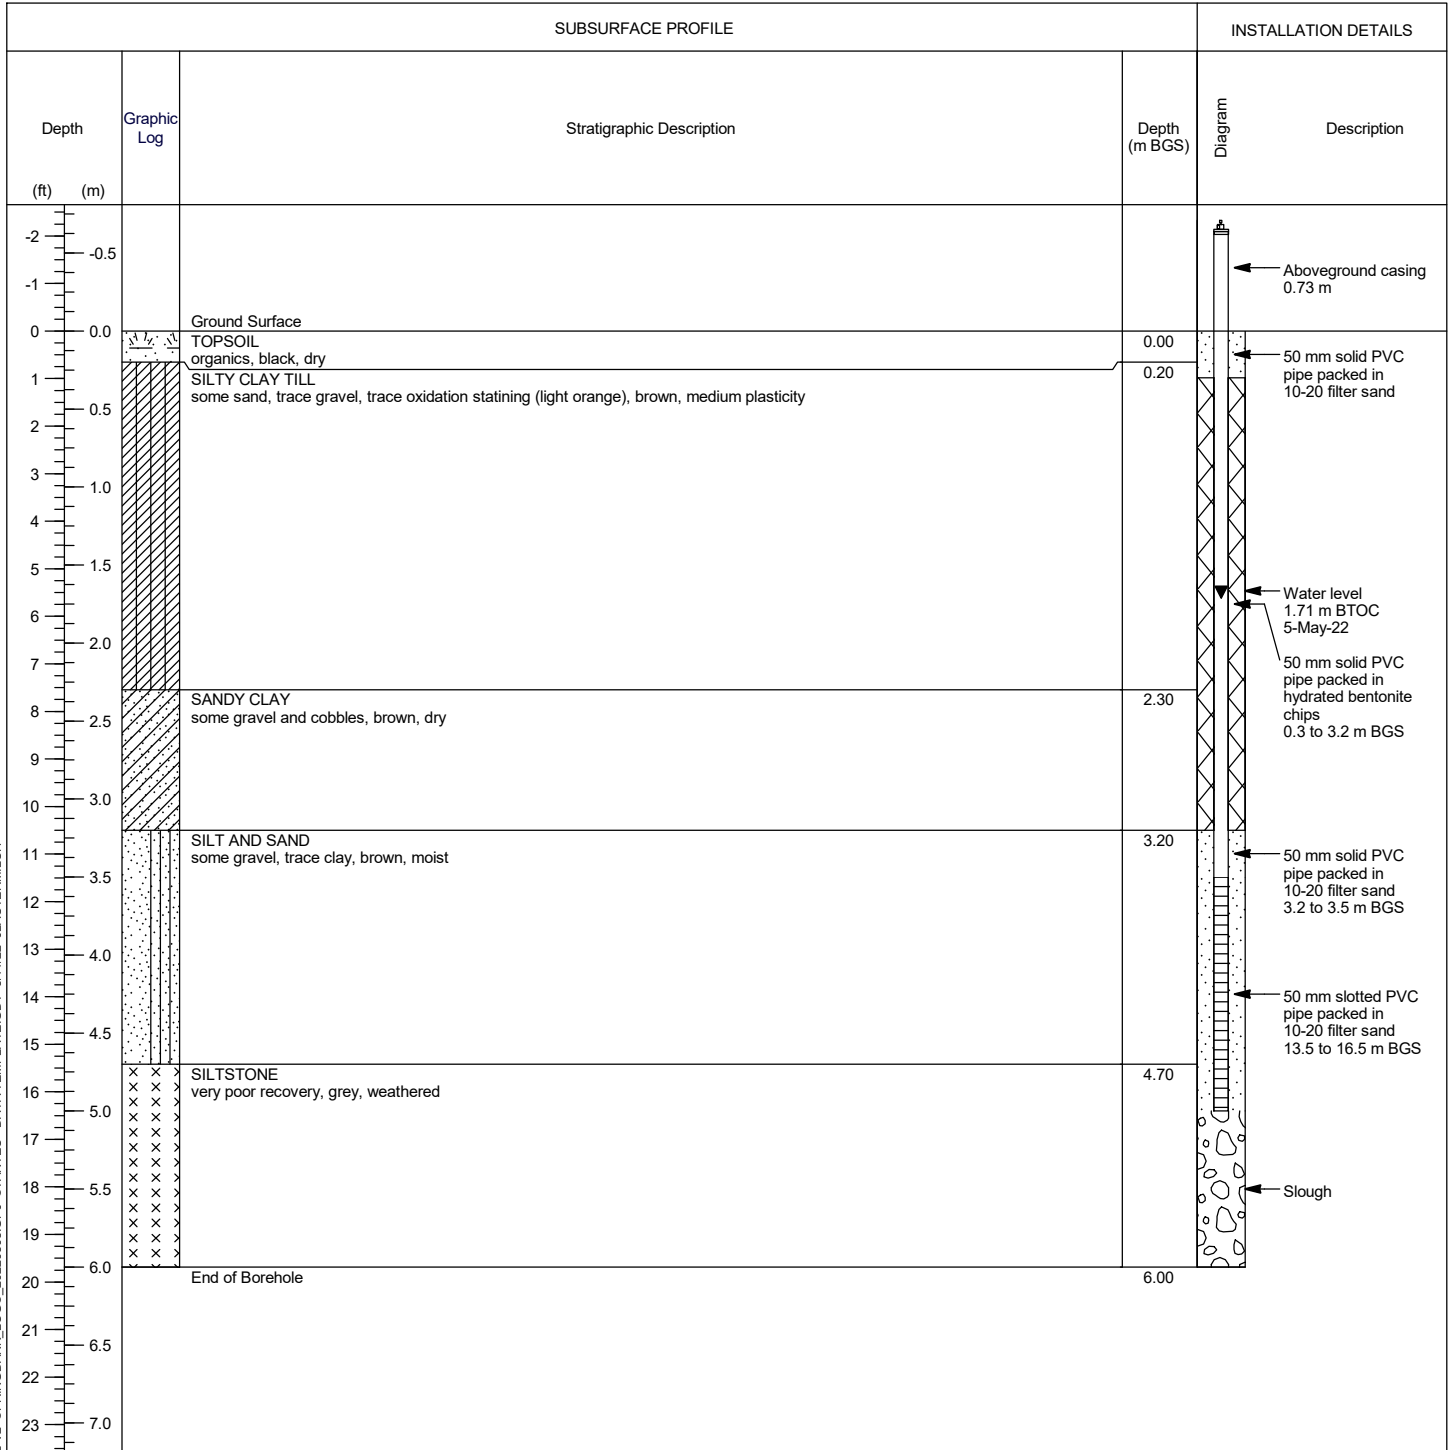 SUBSURFACE PROFILE
INSTALLATION DETAILS
Depth
Graphic
Log
Stratigraphic Description
Depth
(m BGS)
Diagram
Description
(ft)
(m)
-2
-0.5
-1
0
0.0
1
0.5
2
3
1.0
4
5
1.5
6
2.0
7
8
2.5
9
10
3.0
11
3.5
12
13
4.0
14
15
4.5
16
5.0
17
18
5.5
19
20
6.0
21
6.5
22
23
7.0
Ground Surface
TOPSOIL
organics, black, dry
0.00
SILTY CLAY TILL
some sand, trace gravel, trace oxidation statining (light orange), brown, medium plasticity
0.20
SANDY CLAY
some gravel and cobbles, brown, dry
2.30
SILT AND SAND
some gravel, trace clay, brown, moist
3.20
SILTSTONE
very poor recovery, grey, weathered
4.70
End of Borehole
6.00
Aboveground casing
0.73 m
50 mm solid PVC
pipe packed in
10-20 filter sand
Water level
1.71 m BTOC
5-May-22
50 mm solid PVC
pipe packed in
hydrated bentonite
chips
0.3 to 3.2 m BGS
50 mm solid PVC
pipe packed in
10-20 filter sand
3.2 to 3.5 m BGS
50 mm slotted PVC
pipe packed in
10-20 filter sand
13.5 to 16.5 m BGS
Slough